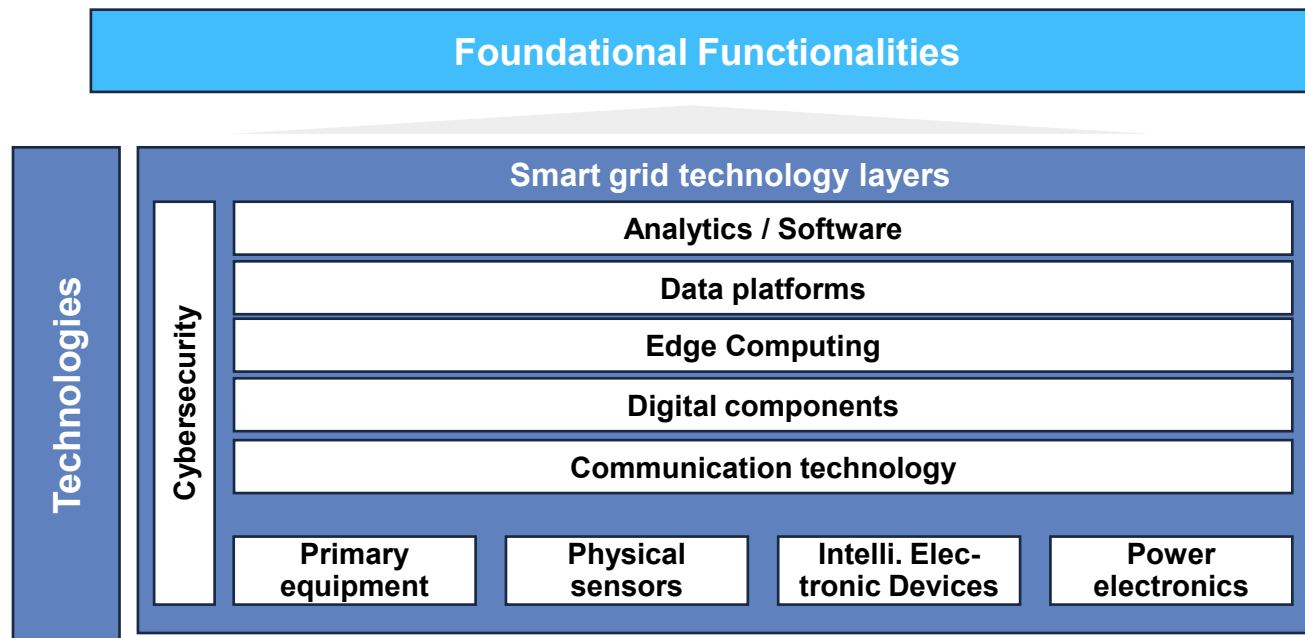 Foundational Functionalities
Technologies
Smart grid technology layers
Cybersecurity
Analytics / Software
Data platforms
Edge Computing
Digital components
Communication technology
Primary
equipment
Physical
sensors
Intelli. Elec-
tronic Devices
Power
electronics